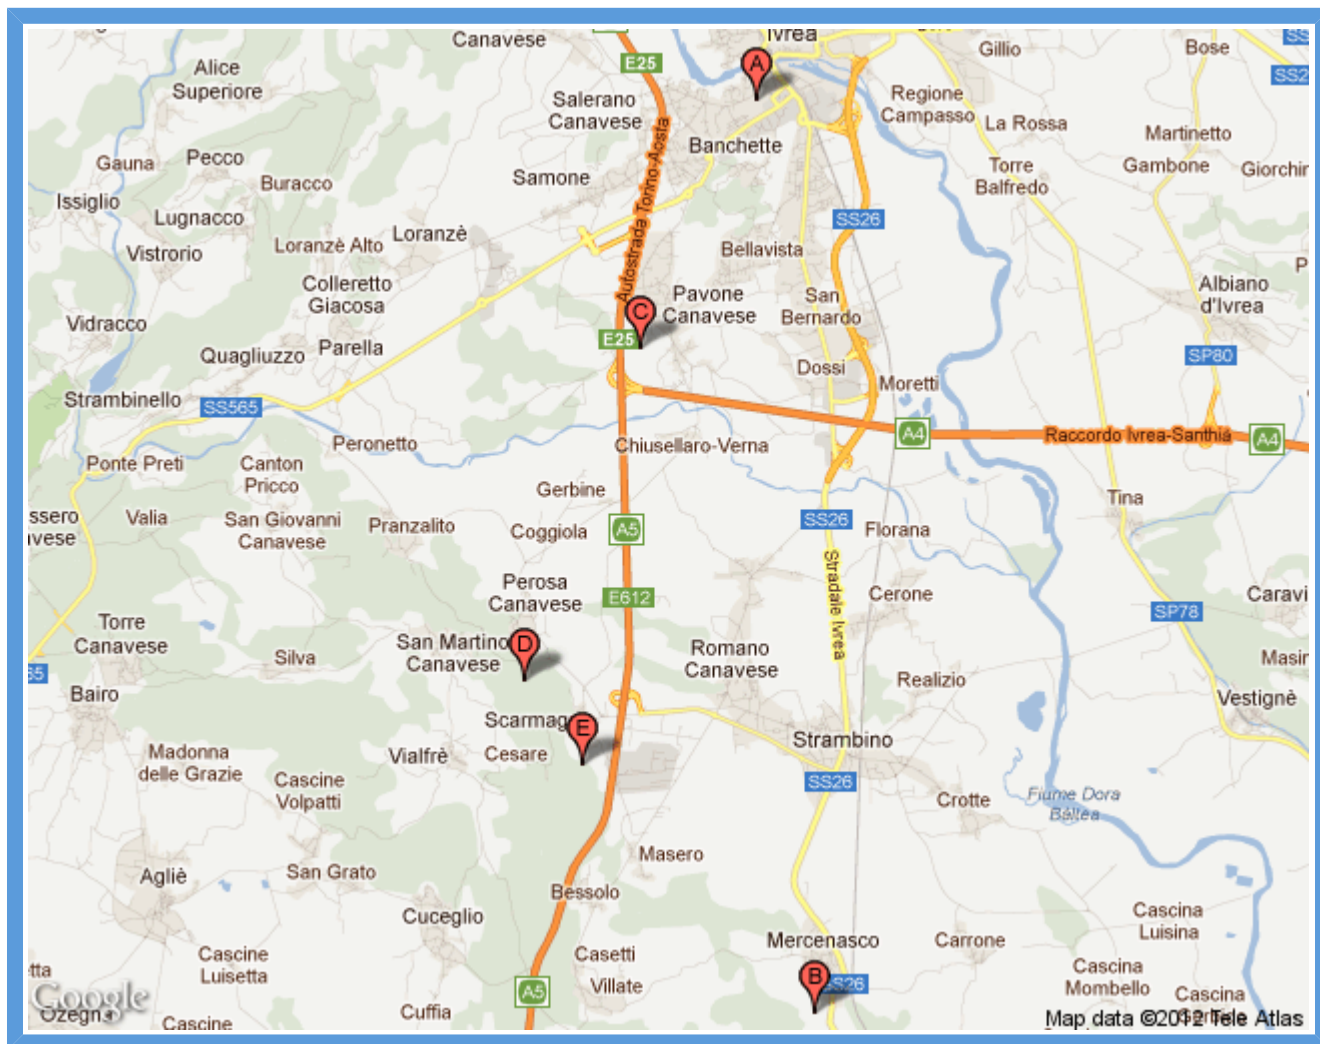 Ivrea
Canavese
E25
Gillio
Bose
A
Alice
Superiore
SS2
Salerano
Canavese
Regione
Campasso
La Rossa
Martinetto
Banchette
Gauna
Pecco
Samone
Torre
Balfredo
Gambone
Giorchir
Buracco
Issiglio
Lugnacco
SS26
Autostrada Torino-Aosta
Loranzè
Loranzè Alto
Vistrorio
Bellavista
Colleretto
Giacosa
Pavone
Canavese
San
Bernardo
Albiano
d'Ivrea
P
C
Vidracco
E25
Quagliuzzo
Parella
SP80
Dossi
Moretti
Strambinello
SS565
A4
Raccordo Ivrea-Santhià
A4
Peronetto
Chiusellaro-Verna
Ponte Preti
Canton
Pricco
Gerbine
Tina
ssero
avese
Valia
San Giovanni
Canavese
Pranzalito
Coggiola
A5
SS26
Florana
Stradale Ivrea
Perosa
Canavese
E612
Cerone
Caravi
SP78
Torre
Canavese
San Martino
Canavese
D
Romano
Canavese
Silva
Masir
65
Realizio
Bairo
Vestignè
Scarmag
E
Cesare
Strambino
Madonna
delle Grazie
Vialfrè
Cascine
Volpatti
SS26
Crotte
Fiume Dora
Baltea
Masero
Agliè
San Grato
Bessolo
Cuceglio
Cascina
Luisina
Mercenasco
Carrone
Cascine
Luisetta
Casetti
Villate
B
SS26
Cascina
Mombello
etta
A5
Cascina
Google
Ozegna
Cuffia
Cascine
Map data ©2012 Tele Atlas